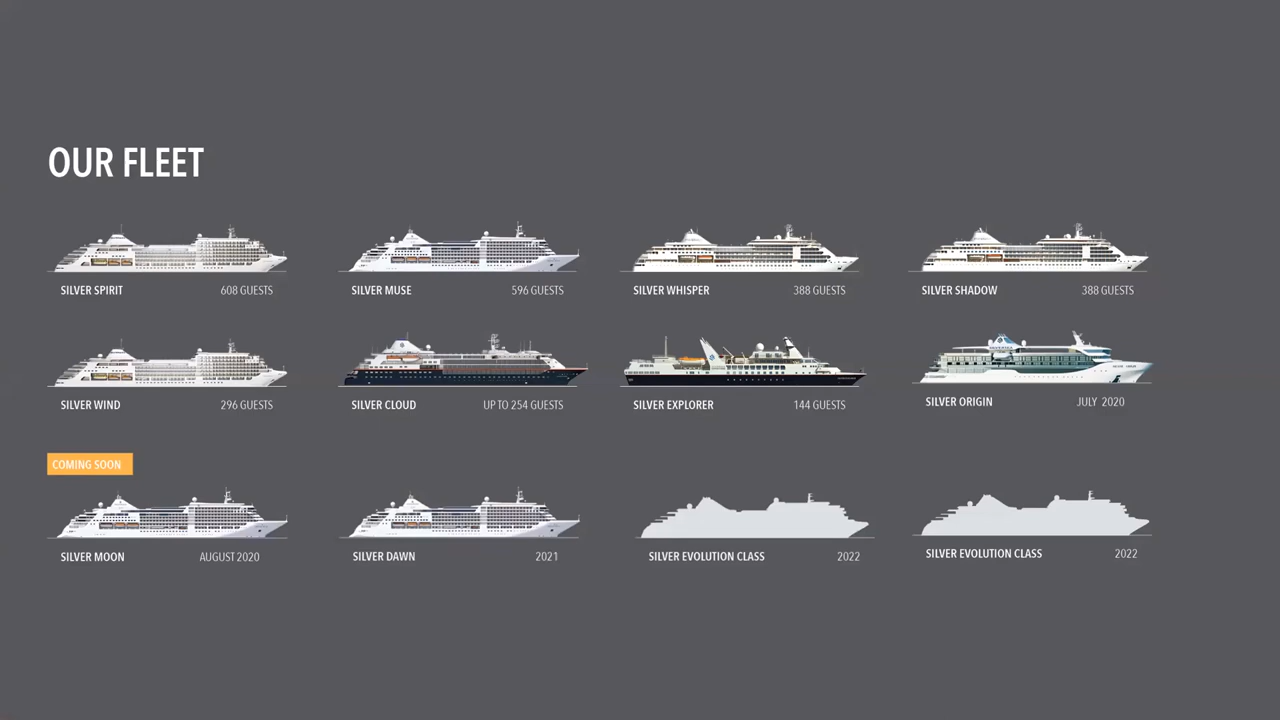 OUR FLEET
SILVER SPIRIT 608 GUESTS
SILVER MUSE 596 GUESTS
SILVER WHISPER 388 GUESTS
SILVER SHADOW 388 GUESTS
SILVER WIND 296 GUESTS
SILVER CLOUD UP TO 254 GUESTS
SILVER EXPLORER 144 GUESTS
SILVER ORIGIN JULY 2020
COMING SOON
SILVER MOON AUGUST 2020
SILVER DAWN 2021
SILVER EVOLUTION CLASS 2022
SILVER EVOLUTION CLASS 2022